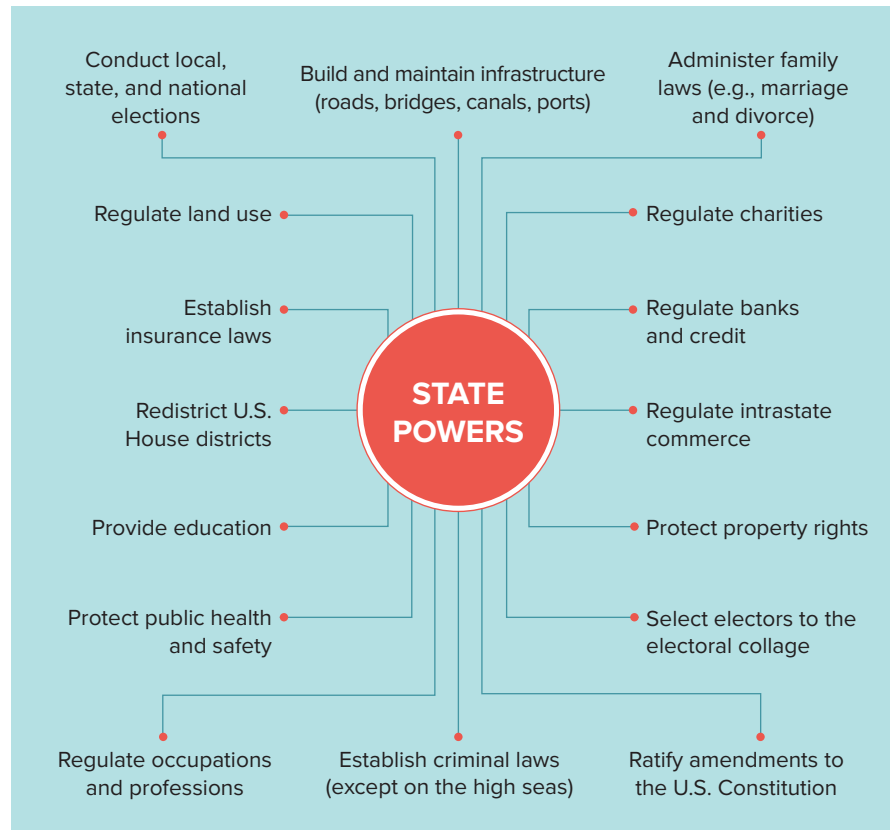 Conduct local,
state, and national
elections
Build and maintain infrastructure
(roads, bridges, canals, ports)
Administer family
laws (e.g., marriage
and divorce)
Regulate land use
Regulate charities
Establish
insurance laws
Regulate banks
and credit
STATE
POWERS
Redistrict U.S.
House districts
Regulate intrastate
commerce
Provide education
Protect property rights
Protect public health
and safety
Select electors to the
electoral collage
Regulate occupations
and professions
Establish criminal laws
(except on the high seas)
Ratify amendments to
the U.S. Constitution